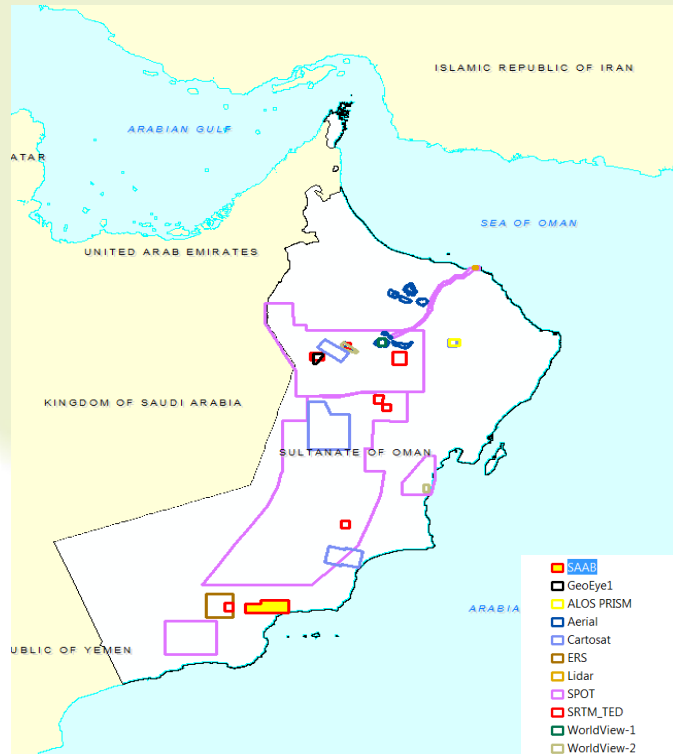 ISLAMIC REPUBLIC OF IRAN
ARABIAN GULF
ATAR
SEA OF OMAN
UNITED ARAB EMIRATES
KINGDOM OF SAUDI ARABIA
SULTANATE OF OMAN
SAAB
GeoEye1
ALOS PRISM
ARABIA
Aerial
Cartosat
UBLIC OF YEMEN
ERS
Lidar
SPOT
SRTM_TED
WorldView-1
WorldView-2